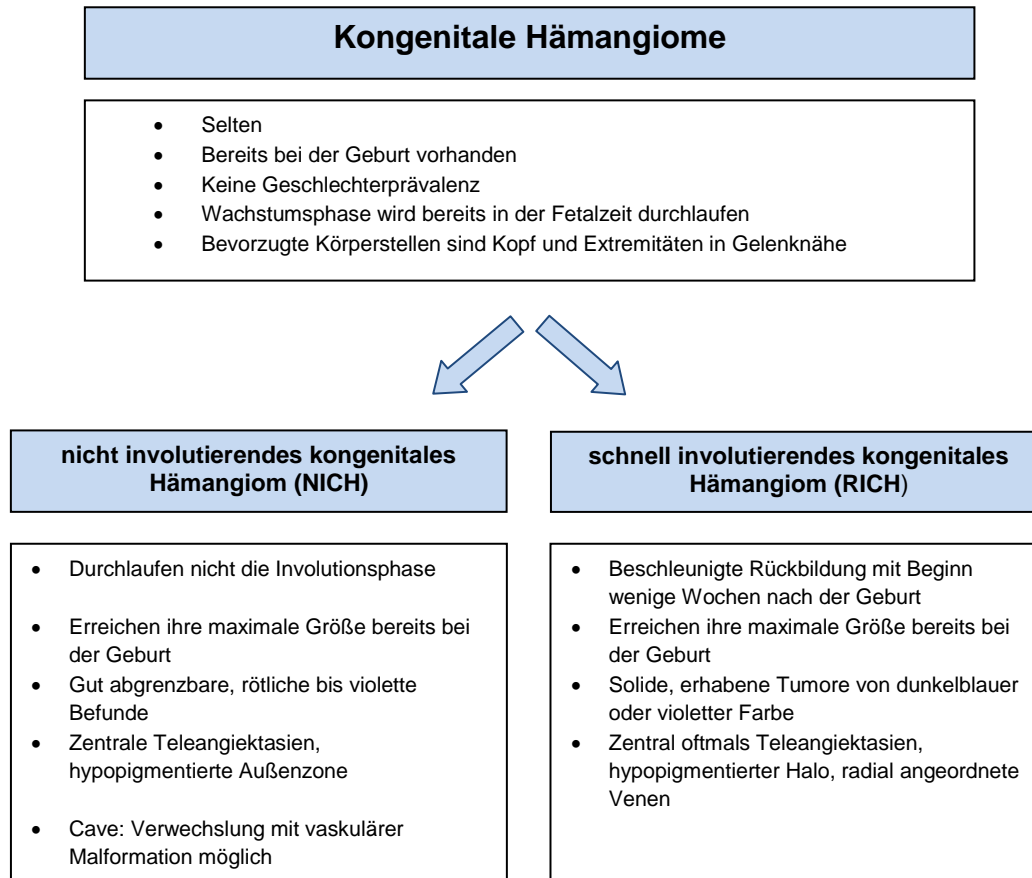 Kongenitale Hämangiome
• Selten
• Bereits bei der Geburt vorhanden
• Keine Geschlechterprävalenz
• Wachstumsphase wird bereits in der Fetalzeit durchlaufen
• Bevorzugte Körperstellen sind Kopf und Extremitäten in Gelenknähe
nicht involutierendes kongenitales
Hämangiom (NICH)
• Durchlaufen nicht die Involutionsphase
• Erreichen ihre maximale Größe bereits bei
der Geburt
• Gut abgrenzbare, rötliche bis violette
Befunde
• Zentrale Teleangiektasien,
hypopigmentierte Außenzone
• Cave: Verwechslung mit vaskulärer
Malformation möglich
schnell involutierendes kongenitales
Hämangiom (RICH)
• Beschleunigte Rückbildung mit Beginn
wenige Wochen nach der Geburt
• Erreichen ihre maximale Größe bereits bei
der Geburt
• Solide, erhabene Tumore von dunkelblauer
oder violetter Farbe
• Zentral oftmals Teleangiektasien,
hypopigmentierter Halo, radial angeordnete
Venen